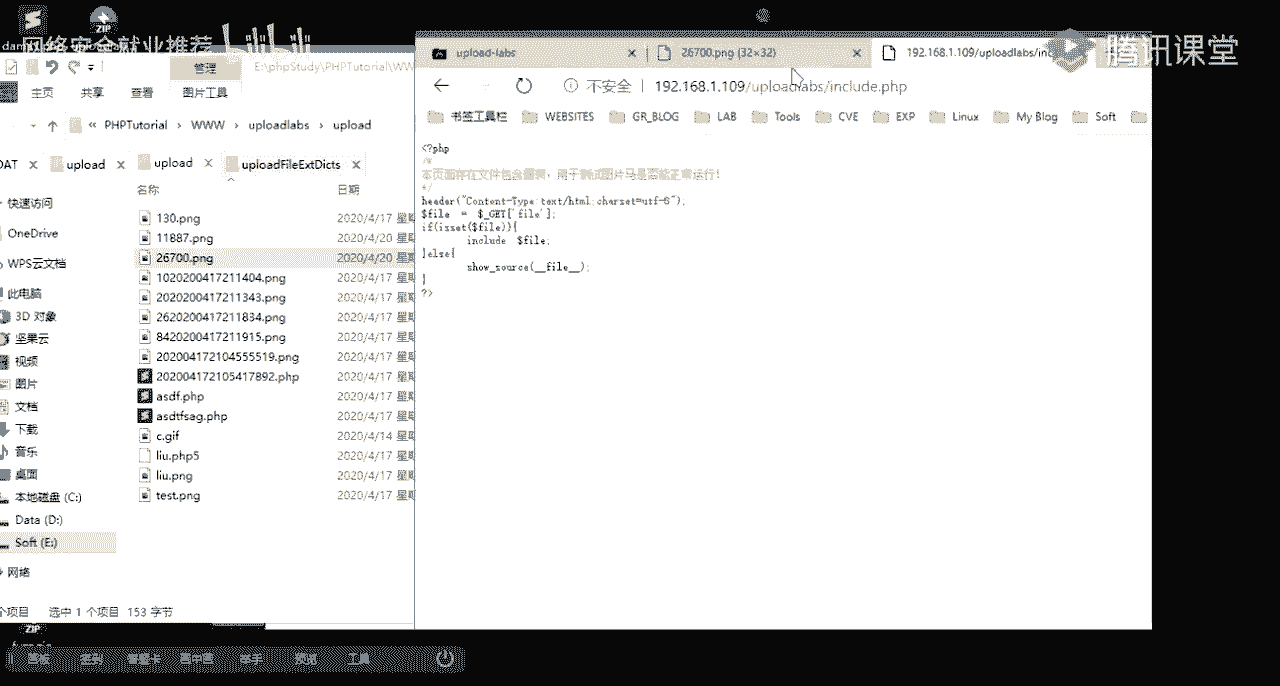 网络安全就业推荐 bilibili
腾讯课堂
ZIP
管理
E:\phpStudy\PHPTutorial\WW
主页 共享 查看 图片工具
« PHPTutorial › WWW › uploadlabs › upload
upload upload uploadFileExtDicts
名称 日期
快速访问
OneDrive
WPS云文档
此电脑
3D 对象
坚果云
视频
图片
文档
下载
音乐
桌面
本地磁盘 (C:)
Data (D:)
Soft (E:)
网络
130.png 2020/4/17 星期
11887.png 2020/4/20 星期
26700.png 2020/4/20 星期
1020200417211404.png 2020/4/17 星期
2020200417211343.png 2020/4/17 星期
2620200417211834.png 2020/4/17 星期
8420200417211915.png 2020/4/17 星期
202004172104555519.png 2020/4/17 星期
202004172105417892.php 2020/4/17 星期
asdf.php 2020/4/17 星期
asdtfsag.php 2020/4/17 星期
c.gif 2020/4/14 星期
liu.php5 2020/4/17 星期
liu.png 2020/4/17 星期
test.png 2020/4/17 星期
个项目 选中 1 个项目 153 字节
upload-labs 26700.png (32×32) 192.168.1.109/uploadlabs/inc
不安全 | 192.168.1.109/uploadlabs/include.php
书签工具栏 WEBSITES GR_BLOG LAB Tools CVE EXP Linux My Blog Soft
<?php
/*
本页面存在文件包含漏洞，用于测试图片马是否能正常运行！
*/
header("Content-Type:text/html;charset=utf-8");
$file = $_GET['file'];
if(isset($file)){
include $file;
}else{
show_source(__file__);
}
?>
ZIP
答题卡 画中画 举手 预览 工具